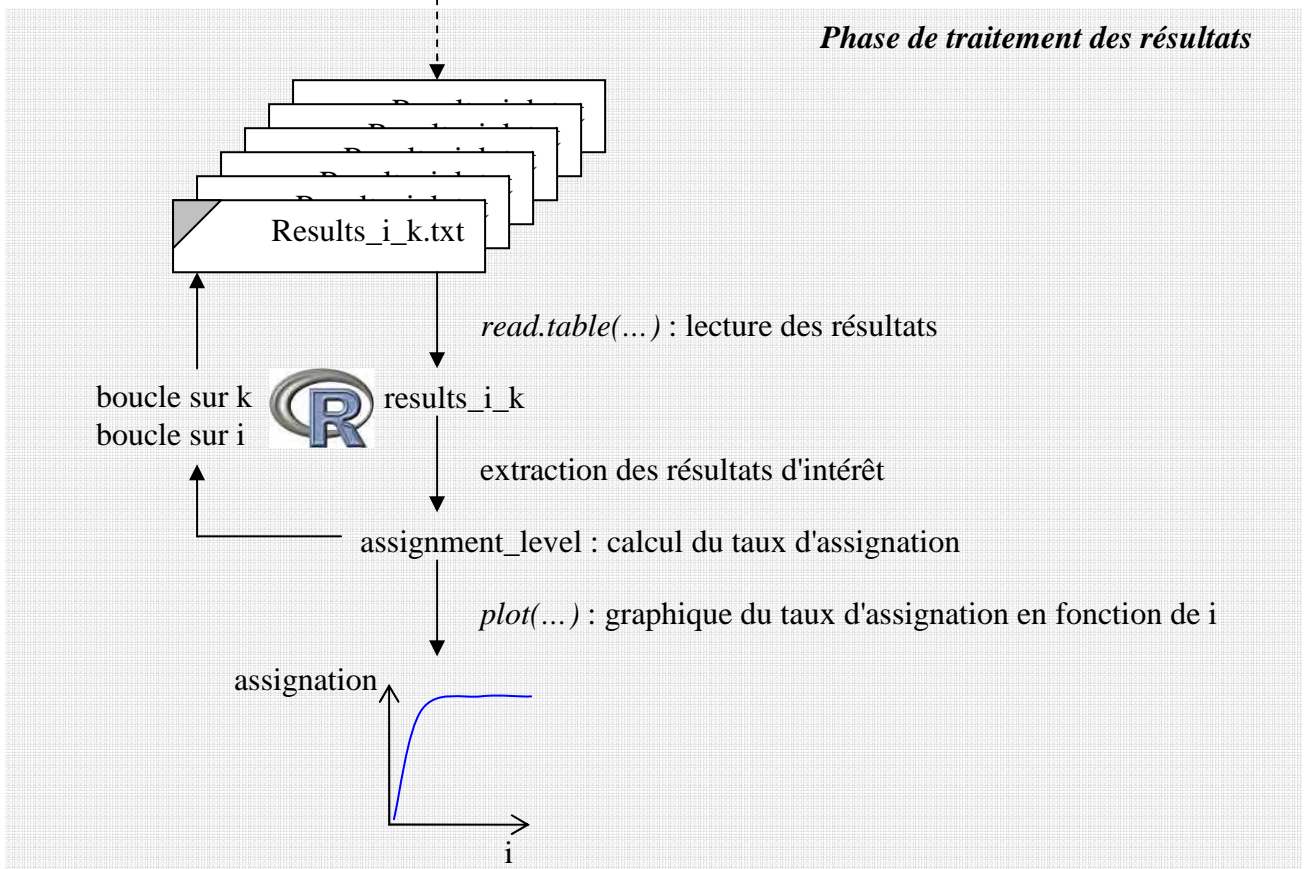 Phase de traitement des résultats
Results_i_k.txt
read.table(…) : lecture des résultats
boucle sur k
boucle sur i
R
results_i_k
extraction des résultats d'intérêt
assignment_level : calcul du taux d'assignation
plot(…) : graphique du taux d'assignation en fonction de i
assignation
i